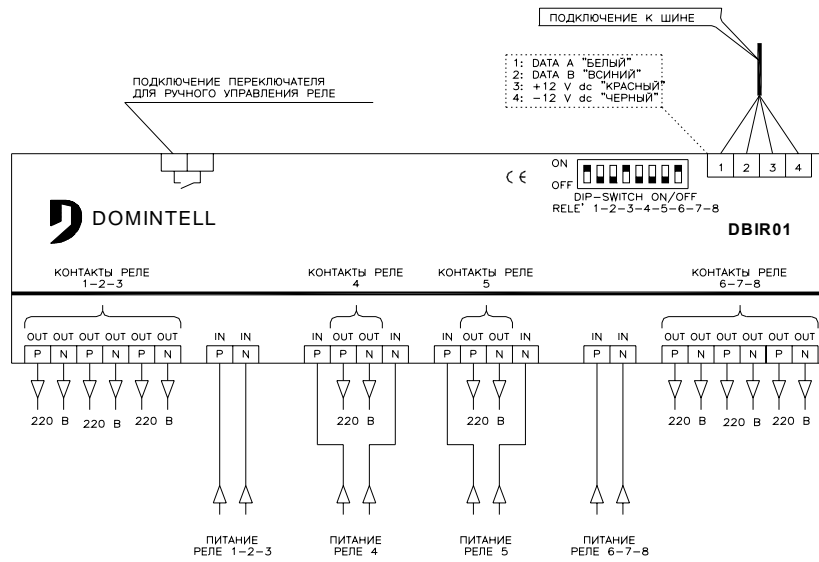 ПОДКЛЮЧЕНИЕ К ШИНЕ
1: DATA A "БЕЛЫЙ"
2: DATA B "ВСИНИЙ"
3: +12 V dc "КРАСНЫЙ"
4: -12 V dc "ЧЕРНЫЙ"
ПОДКЛЮЧЕНИЕ ПЕРЕКЛЮЧАТЕЛЯ
ДЛЯ РУЧНОГО УПРАВЛЕНИЯ РЕЛЕ
1 2 3 4
CE
ON
OFF
DIP-SWITCH ON/OFF
RELE' 1-2-3-4-5-6-7-8
DOMINTELL
DBIR01
КОНТАКТЫ РЕЛЕ
1-2-3
КОНТАКТЫ РЕЛЕ
4
КОНТАКТЫ РЕЛЕ
5
КОНТАКТЫ РЕЛЕ
6-7-8
OUT OUT OUT OUT OUT OUT
IN IN
IN OUT OUT IN
IN OUT OUT IN
IN IN
OUT OUT OUT OUT OUT OUT
P N P N P N
P N
P P N N
P P N N
P N
P N P N P N
220 В 220 В 220 В
220 В
220 В
220 В 220 В 220 В
ПИТАНИЕ
РЕЛЕ 1-2-3
ПИТАНИЕ
РЕЛЕ 4
ПИТАНИЕ
РЕЛЕ 5
ПИТАНИЕ
РЕЛЕ 6-7-8